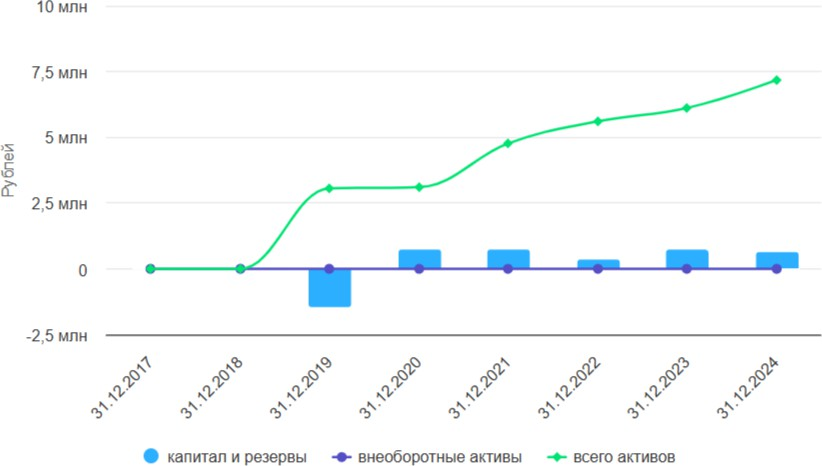 10 млн
7,5 млн
5 млн
2,5 млн
0
-2,5 млн
Рублей
31.12.2017
31.12.2018
31.12.2019
31.12.2020
31.12.2021
31.12.2022
31.12.2023
31.12.2024
капитал и резервы
внеоборотные активы
всего активов